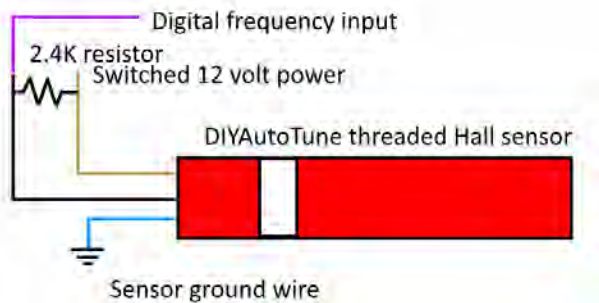 Digital frequency input
2.4K resistor
Switched 12 volt power
DIYAutoTune threaded Hall sensor
Sensor ground wire